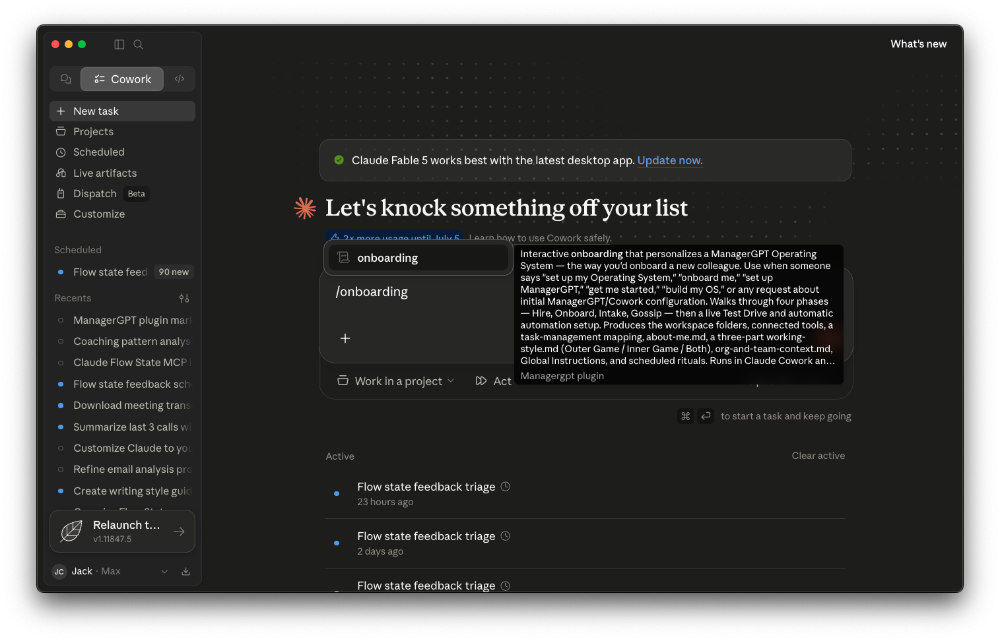 What's new
Cowork
New task
Projects
Scheduled
Live artifacts
Dispatch Beta
Customize
Scheduled
Flow state feed 90 new
Recents
ManagerGPT plugin mar
Coaching pattern analys
Claude Flow State MCP
Flow state feedback sch
Download meeting trans
Summarize last 3 calls wi
Customize Claude to you
Refine email analysis pro
Create writing style guid
Relaunch t...
v1.11847.5
JC Jack · Max
Claude Fable 5 works best with the latest desktop app. Update now.
Let's knock something off your list
2x more usage until July 5 Learn how to use Cowork safely.
onboarding
/onboarding
Interactive onboarding that personalizes a ManagerGPT Operating
System — the way you'd onboard a new colleague. Use when someone
says "set up my Operating System," "onboard me," "set up
ManagerGPT," "get me started," "build my OS," or any request about
initial ManagerGPT/Cowork configuration. Walks through four phases
— Hire, Onboard, Intake, Gossip — then a live Test Drive and automatic
automation setup. Produces the workspace folders, connected tools, a
task-management mapping, about-me.md, a three-part working-
style.md (Outer Game / Inner Game / Both), org-and-team-context.md,
Global Instructions, and scheduled rituals. Runs in Claude Cowork an...
Managergpt plugin
Work in a project Act
⌘ to start a task and keep going
Active Clear active
Flow state feedback triage
23 hours ago
Flow state feedback triage
2 days ago
Flow state feedback triage